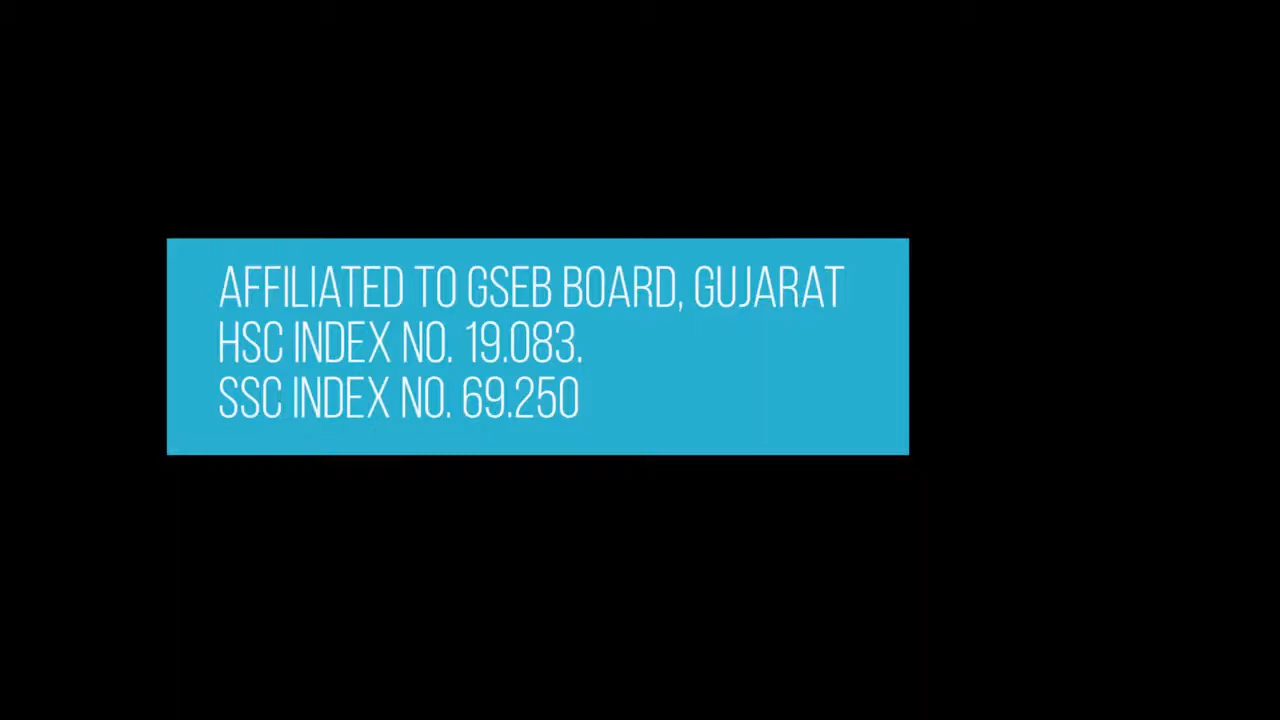 AFFILIATED TO GSEB BOARD, GUJARAT
HSC INDEX NO. 19.083.
SSC INDEX NO. 69.250